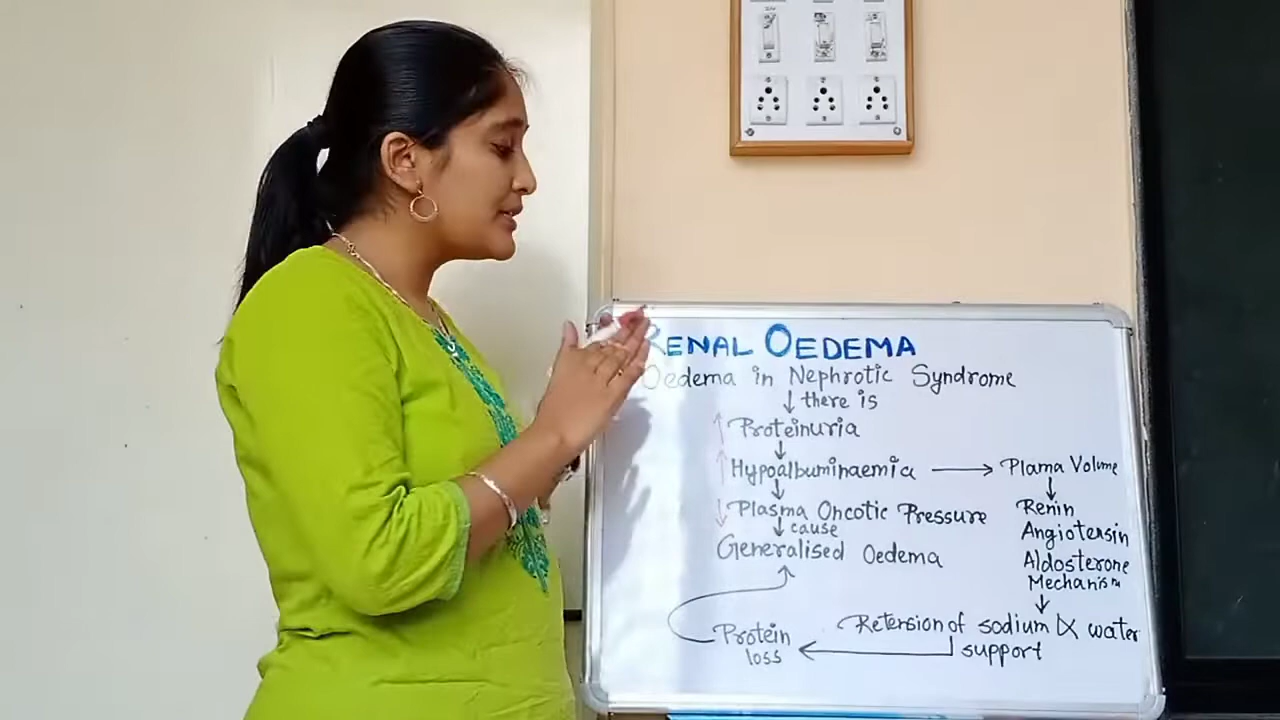 RENAL OEDEMA
Oedema in Nephrotic Syndrome
↓ there is
↑ Proteinuria
↓
↑ Hypoalbuminaemia → Plama Volume
↓
↓ Plasma Oncotic Pressure
↓ cause
Generalised Oedema
↓
Renin
Angiotensin
Aldosterone
Mechanism
↓
Retersion of sodium & water
support
Protein
loss